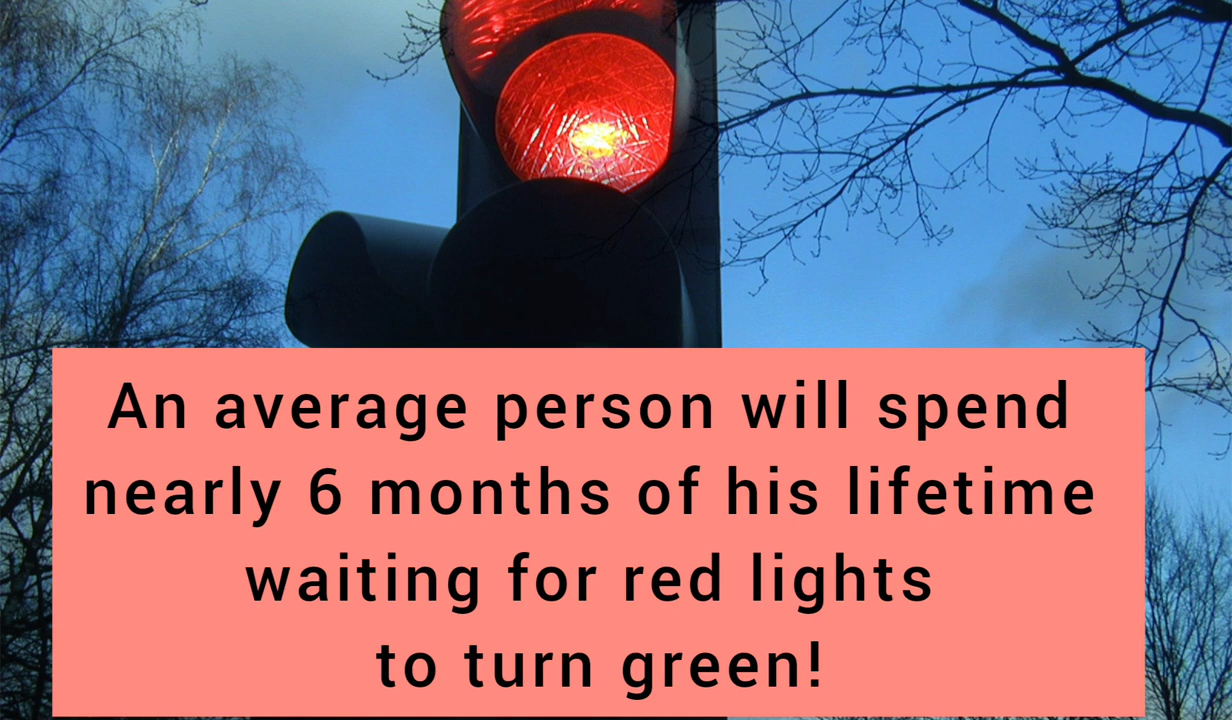 An average person will spend
nearly 6 months of his lifetime
waiting for red lights
to turn green!